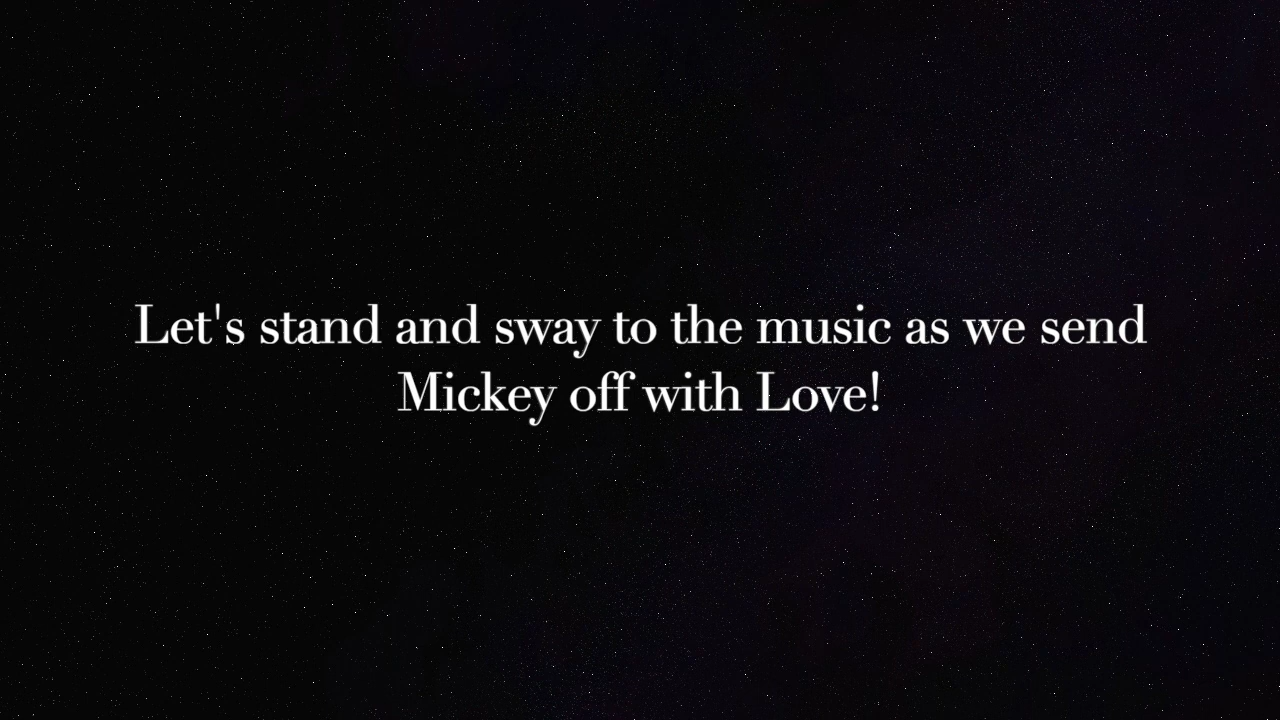 Let's stand and sway to the music as we send
Mickey off with Love!